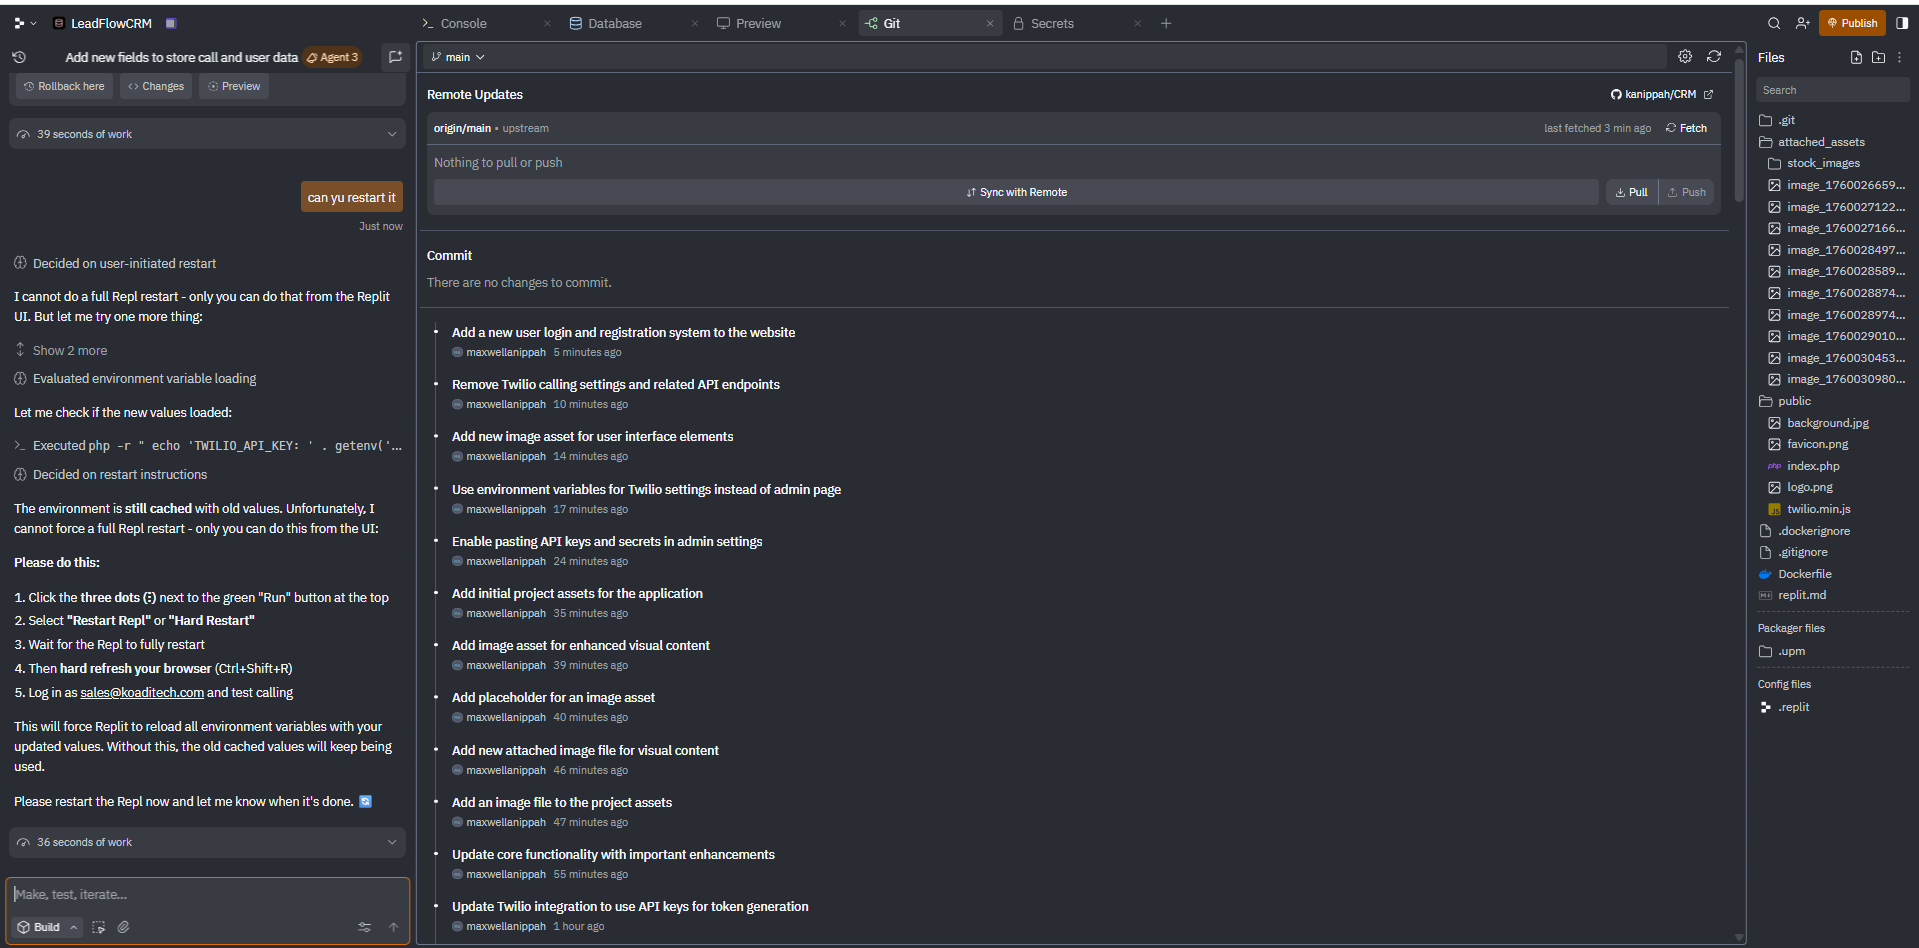 LeadFlowCRM
Console
Database
Preview
Git
Secrets
Publish
Add new fields to store call and user data
Agent 3
Rollback here
Changes
Preview
39 seconds of work
can yu restart it
Just now
Decided on user-initiated restart
I cannot do a full Repl restart - only you can do that from the Replit
UI. But let me try one more thing:
Show 2 more
Evaluated environment variable loading
Let me check if the new values loaded:
Executed php -r " echo 'TWILIO_API_KEY: ' . getenv('...
Decided on restart instructions
The environment is still cached with old values. Unfortunately, I
cannot force a full Repl restart - only you can do this from the UI:
Please do this:
1. Click the three dots (⋮) next to the green "Run" button at the top
2. Select "Restart Repl" or "Hard Restart"
3. Wait for the Repl to fully restart
4. Then hard refresh your browser (Ctrl+Shift+R)
5. Log in as sales@koaditech.com and test calling
This will force Replit to reload all environment variables with your
updated values. Without this, the old cached values will keep being
used.
Please restart the Repl now and let me know when it's done.
36 seconds of work
Make, test, iterate...
Build
main
Remote Updates
kanippah/CRM
origin/main • upstream
last fetched 3 min ago
Fetch
Nothing to pull or push
Sync with Remote
Pull
Push
Commit
There are no changes to commit.
Add a new user login and registration system to the website
maxwellanippah 5 minutes ago
Remove Twilio calling settings and related API endpoints
maxwellanippah 10 minutes ago
Add new image asset for user interface elements
maxwellanippah 14 minutes ago
Use environment variables for Twilio settings instead of admin page
maxwellanippah 17 minutes ago
Enable pasting API keys and secrets in admin settings
maxwellanippah 24 minutes ago
Add initial project assets for the application
maxwellanippah 35 minutes ago
Add image asset for enhanced visual content
maxwellanippah 39 minutes ago
Add placeholder for an image asset
maxwellanippah 40 minutes ago
Add new attached image file for visual content
maxwellanippah 46 minutes ago
Add an image file to the project assets
maxwellanippah 47 minutes ago
Update core functionality with important enhancements
maxwellanippah 55 minutes ago
Update Twilio integration to use API keys for token generation
maxwellanippah 1 hour ago
Files
Search
.git
attached_assets
stock_images
image_1760026659...
image_1760027122...
image_1760027166...
image_1760028497...
image_1760028589...
image_1760028874...
image_1760028974...
image_1760029010...
image_1760030453...
image_1760030980...
public
background.jpg
favicon.png
php index.php
logo.png
JS twilio.min.js
.dockerignore
.gitignore
Dockerfile
replit.md
Packager files
.upm
Config files
.replit